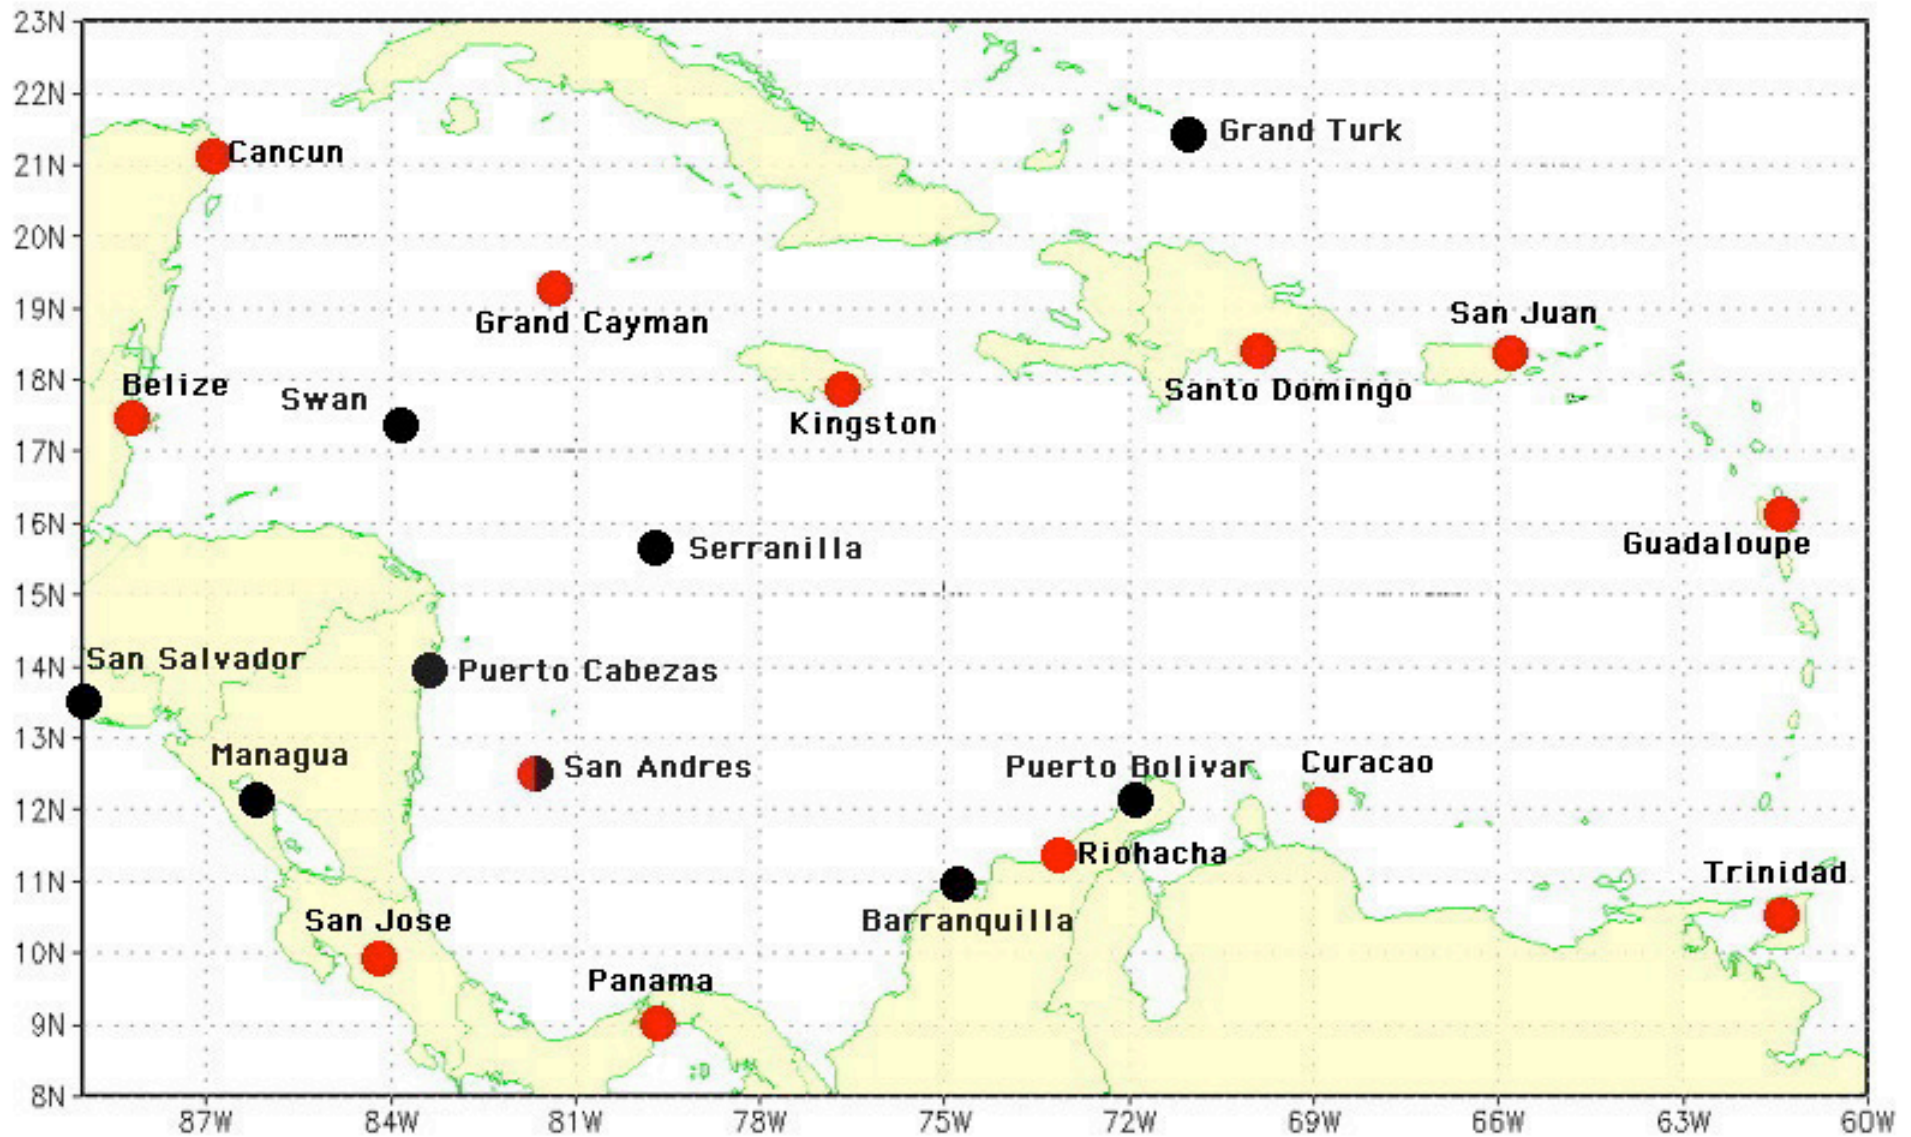 23N
22N
Grand Turk
Cancun
21N
20N
19N
San Juan
Grand Cayman
18N
Belize
Santo Domingo
Swan
Kingston
17N
16N
Guadaloupe
Serranilla
15N
San Salvador
14N
Puerto Cabezas
13N
Managua
Curacao
San Andres
Puerto Bolivar
12N
Riohacha
Trinidad
11N
San Jose
Barranquilla
10N
Panama
9N
8N
87W 84W 81W 78W 75W 72W 69W 66W 63W 60W